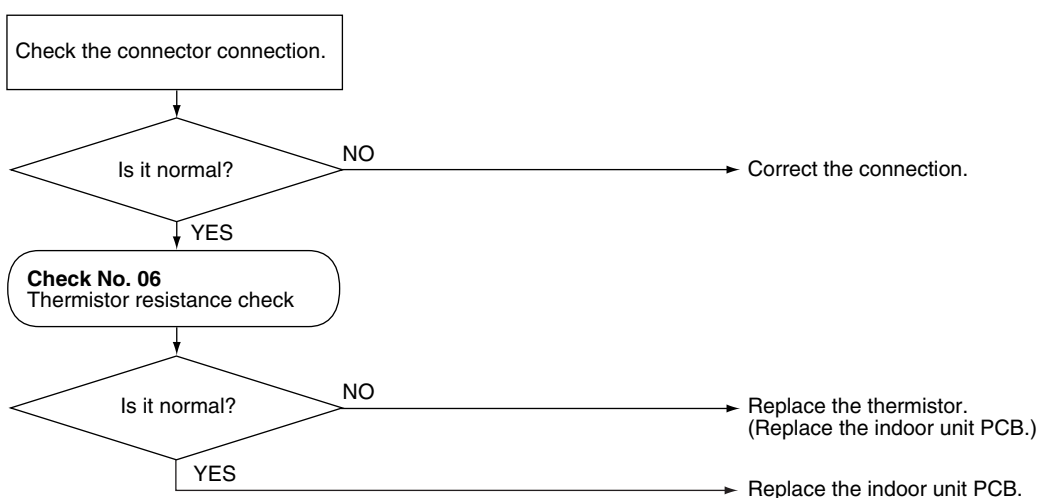 Check the connector connection.
Is it normal?
NO
Correct the connection.
YES
Check No. 06
Thermistor resistance check
Is it normal?
NO
Replace the thermistor.
(Replace the indoor unit PCB.)
YES
Replace the indoor unit PCB.